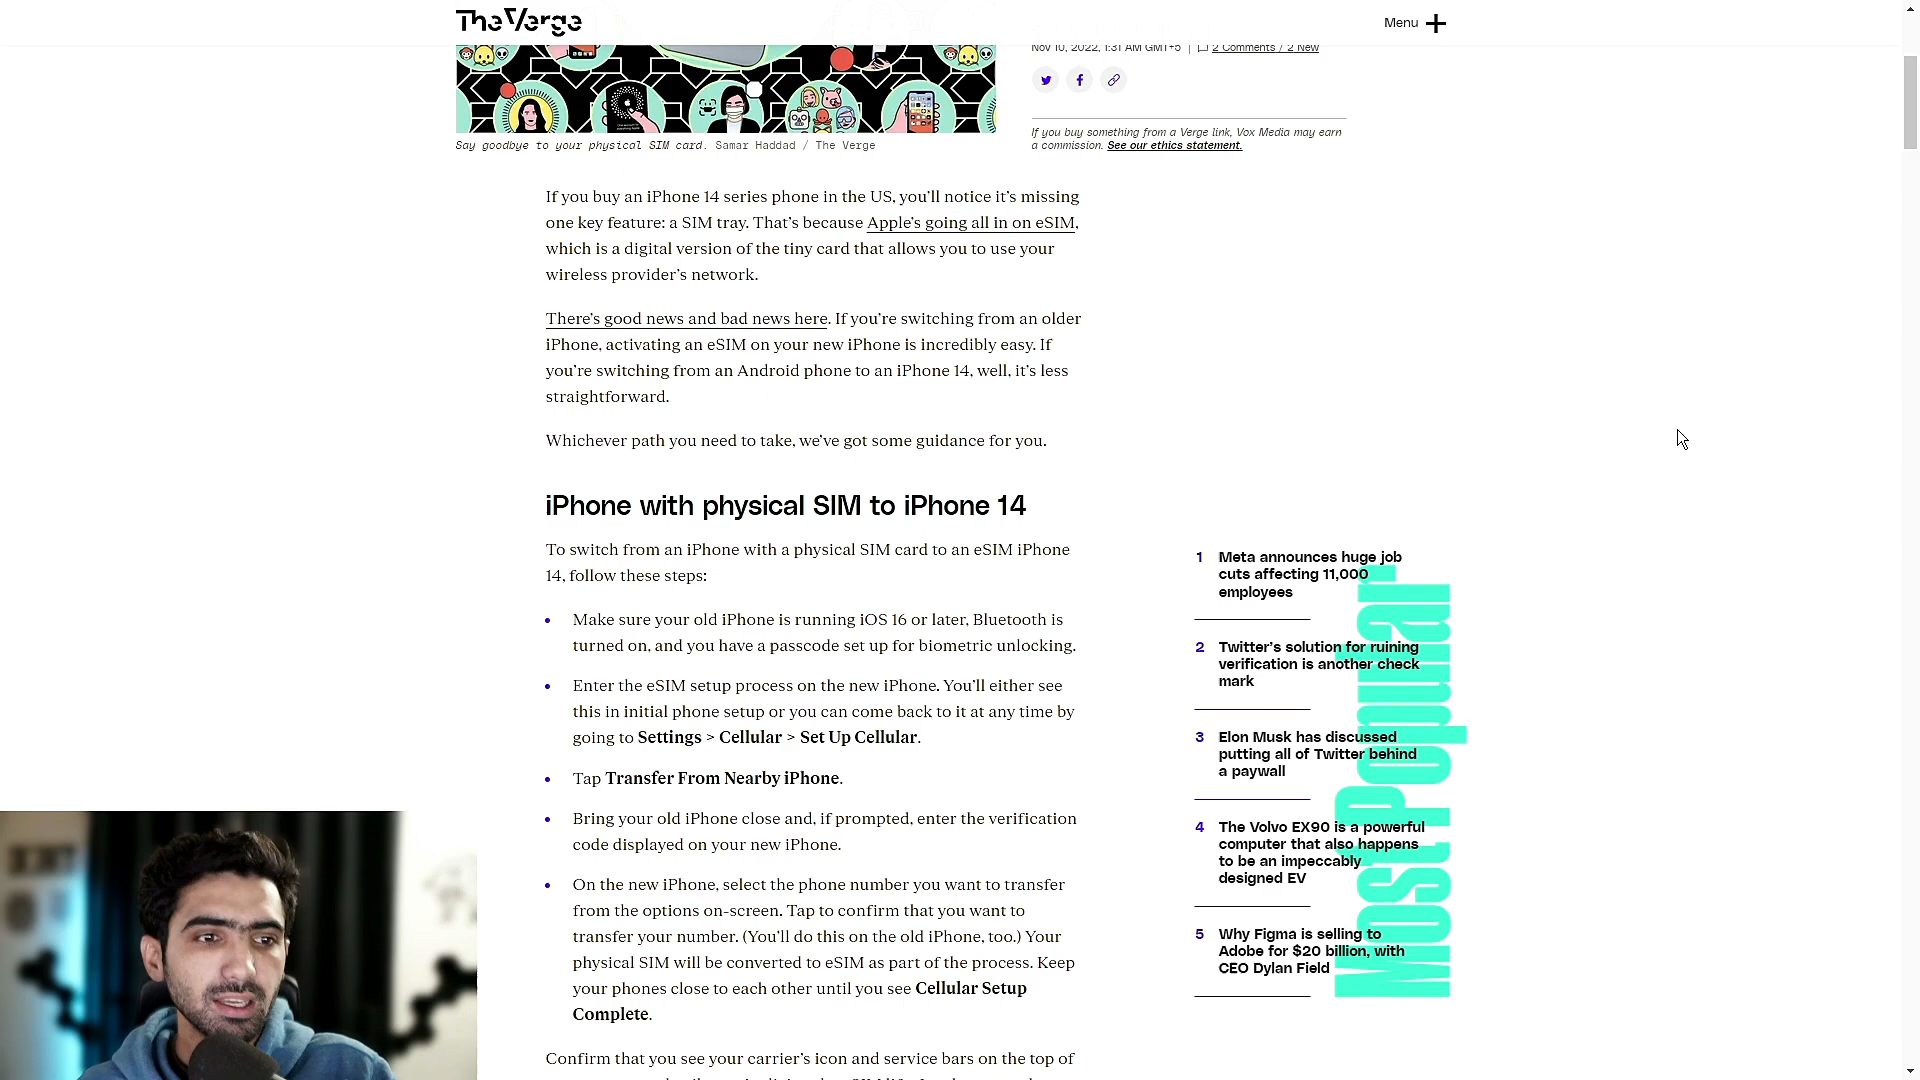 The Verge
Menu
Nov 10, 2022, 1:31 AM GMT+5 | 2 Comments / 2 New
Say goodbye to your physical SIM card. Samar Haddad / The Verge
If you buy something from a Verge link, Vox Media may earn
a commission. See our ethics statement.
If you buy an iPhone 14 series phone in the US, you’ll notice it’s missing
one key feature: a SIM tray. That’s because Apple’s going all in on eSIM,
which is a digital version of the tiny card that allows you to use your
wireless provider’s network.
There’s good news and bad news here. If you’re switching from an older
iPhone, activating an eSIM on your new iPhone is incredibly easy. If
you’re switching from an Android phone to an iPhone 14, well, it’s less
straightforward.
Whichever path you need to take, we’ve got some guidance for you.
iPhone with physical SIM to iPhone 14
To switch from an iPhone with a physical SIM card to an eSIM iPhone
14, follow these steps:
Make sure your old iPhone is running iOS 16 or later, Bluetooth is
turned on, and you have a passcode set up for biometric unlocking.
Enter the eSIM setup process on the new iPhone. You’ll either see
this in initial phone setup or you can come back to it at any time by
going to Settings > Cellular > Set Up Cellular.
Tap Transfer From Nearby iPhone.
Bring your old iPhone close and, if prompted, enter the verification
code displayed on your new iPhone.
On the new iPhone, select the phone number you want to transfer
from the options on-screen. Tap to confirm that you want to
transfer your number. (You’ll do this on the old iPhone, too.) Your
physical SIM will be converted to eSIM as part of the process. Keep
your phones close to each other until you see Cellular Setup
Complete.
Confirm that you see your carrier’s icon and service bars on the top of
Most Popular
1 Meta announces huge job
cuts affecting 11,000
employees
2 Twitter’s solution for ruining
verification is another check
mark
3 Elon Musk has discussed
putting all of Twitter behind
a paywall
4 The Volvo EX90 is a powerful
computer that also happens
to be an impeccably
designed EV
5 Why Figma is selling to
Adobe for $20 billion, with
CEO Dylan Field